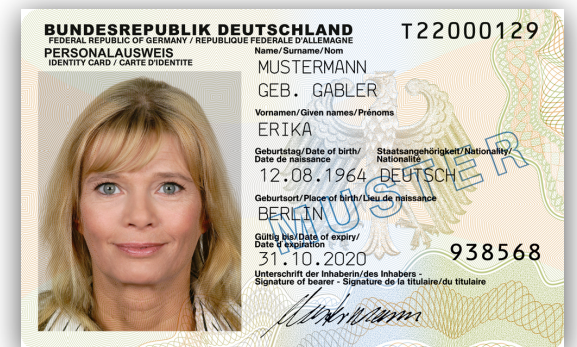 BUNDESREPUBLIK DEUTSCHLAND
FEDERAL REPUBLIC OF GERMANY / REPUBLIQUE FEDERALE D'ALLEMAGNE
PERSONALAUSWEIS
IDENTITY CARD / CARTE D'IDENTITE
T22000129
Name/Surname/Nom
MUSTERMANN
GEB. GABLER
Vornamen/Given names/Prénoms
ERIKA
Geburtstag/Date of birth/
Date de naissance
Staatsangehörigkeit/Nationality/
Nationalité
12.08.1964 DEUTSCH
Geburtsort/Place of birth/Lieu de naissance
BERLIN
Gültig bis/Date of expiry/
Date d'expiration
31.10.2020
938568
Unterschrift der Inhaberin/des Inhabers -
Signature of bearer - Signature de la titulaire/du titulaire
Mustermann
MUSTER